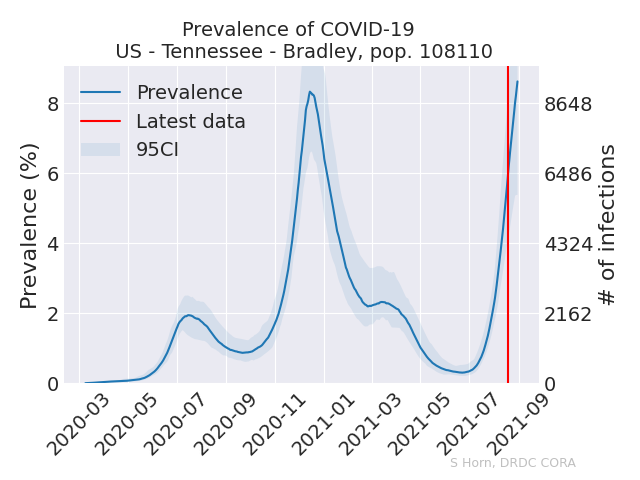 Prevalence of COVID-19
US - Tennessee - Bradley, pop. 108110
Prevalence
Latest data
95CI
Prevalence (%)
8
6
4
2
0
8648
6486
4324
2162
0
# of infections
2020-03
2020-05
2020-07
2020-09
2020-11
2021-01
2021-03
2021-05
2021-07
2021-09
S Horn, DRDC CORA